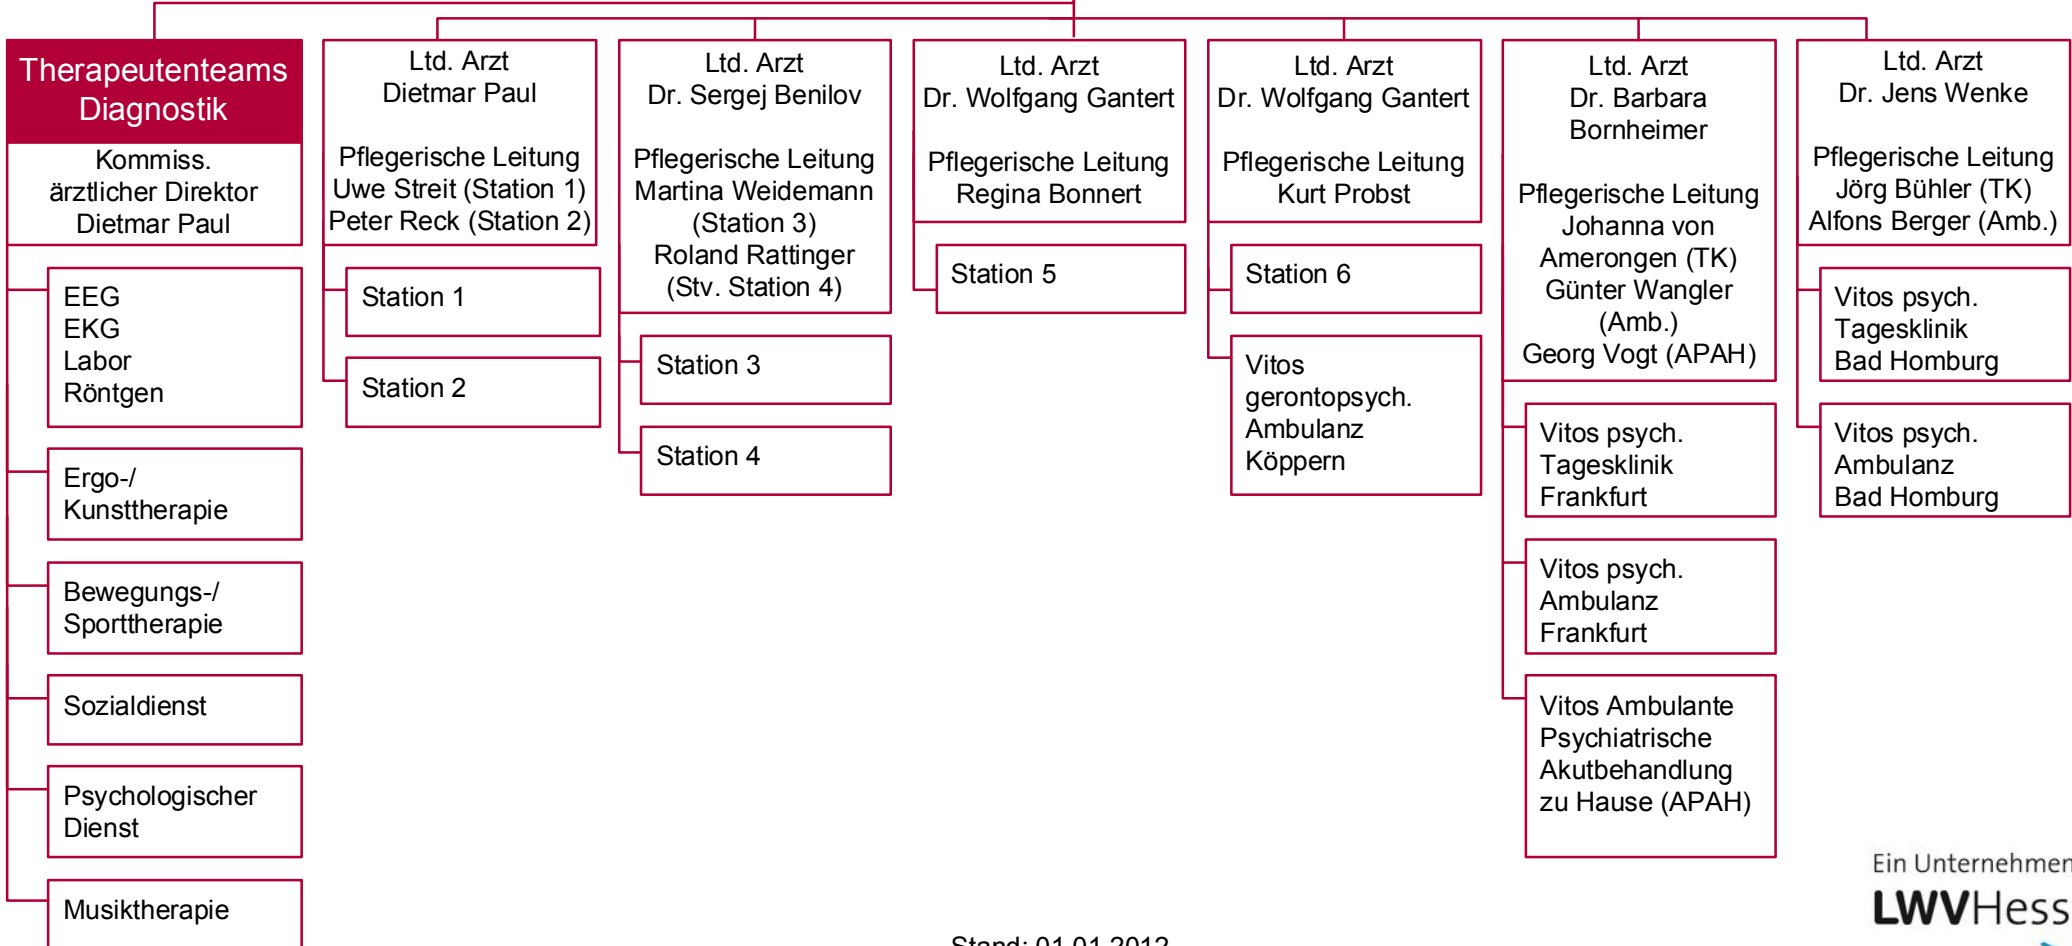 Therapeutenteams
Diagnostik
Kommiss.
ärztlicher Direktor
Dietmar Paul
EEG
EKG
Labor
Röntgen
Ergo-/
Kunsttherapie
Bewegungs-/
Sporttherapie
Sozialdienst
Psychologischer
Dienst
Musiktherapie
Ltd. Arzt
Dietmar Paul
Pflegerische Leitung
Uwe Streit (Station 1)
Peter Reck (Station 2)
Station 1
Station 2
Ltd. Arzt
Dr. Sergej Benilov
Pflegerische Leitung
Martina Weidemann
(Station 3)
Roland Rattinger
(Stv. Station 4)
Station 3
Station 4
Ltd. Arzt
Dr. Wolfgang Gantert
Pflegerische Leitung
Regina Bonnert
Station 5
Ltd. Arzt
Dr. Wolfgang Gantert
Pflegerische Leitung
Kurt Probst
Station 6
Vitos
gerontopsych.
Ambulanz
Köppern
Ltd. Arzt
Dr. Barbara
Bornheimer
Pflegerische Leitung
Johanna von
Amerongen (TK)
Günter Wangler
(Amb.)
Georg Vogt (APAH)
Vitos psych.
Tagesklinik
Frankfurt
Vitos psych.
Ambulanz
Frankfurt
Vitos Ambulante
Psychiatrische
Akutbehandlung
zu Hause (APAH)
Ltd. Arzt
Dr. Jens Wenke
Pflegerische Leitung
Jörg Bühler (TK)
Alfons Berger (Amb.)
Vitos psych.
Tagesklinik
Bad Homburg
Vitos psych.
Ambulanz
Bad Homburg
Stand: 01.01.2012
Ein Unternehmen
LWVHess